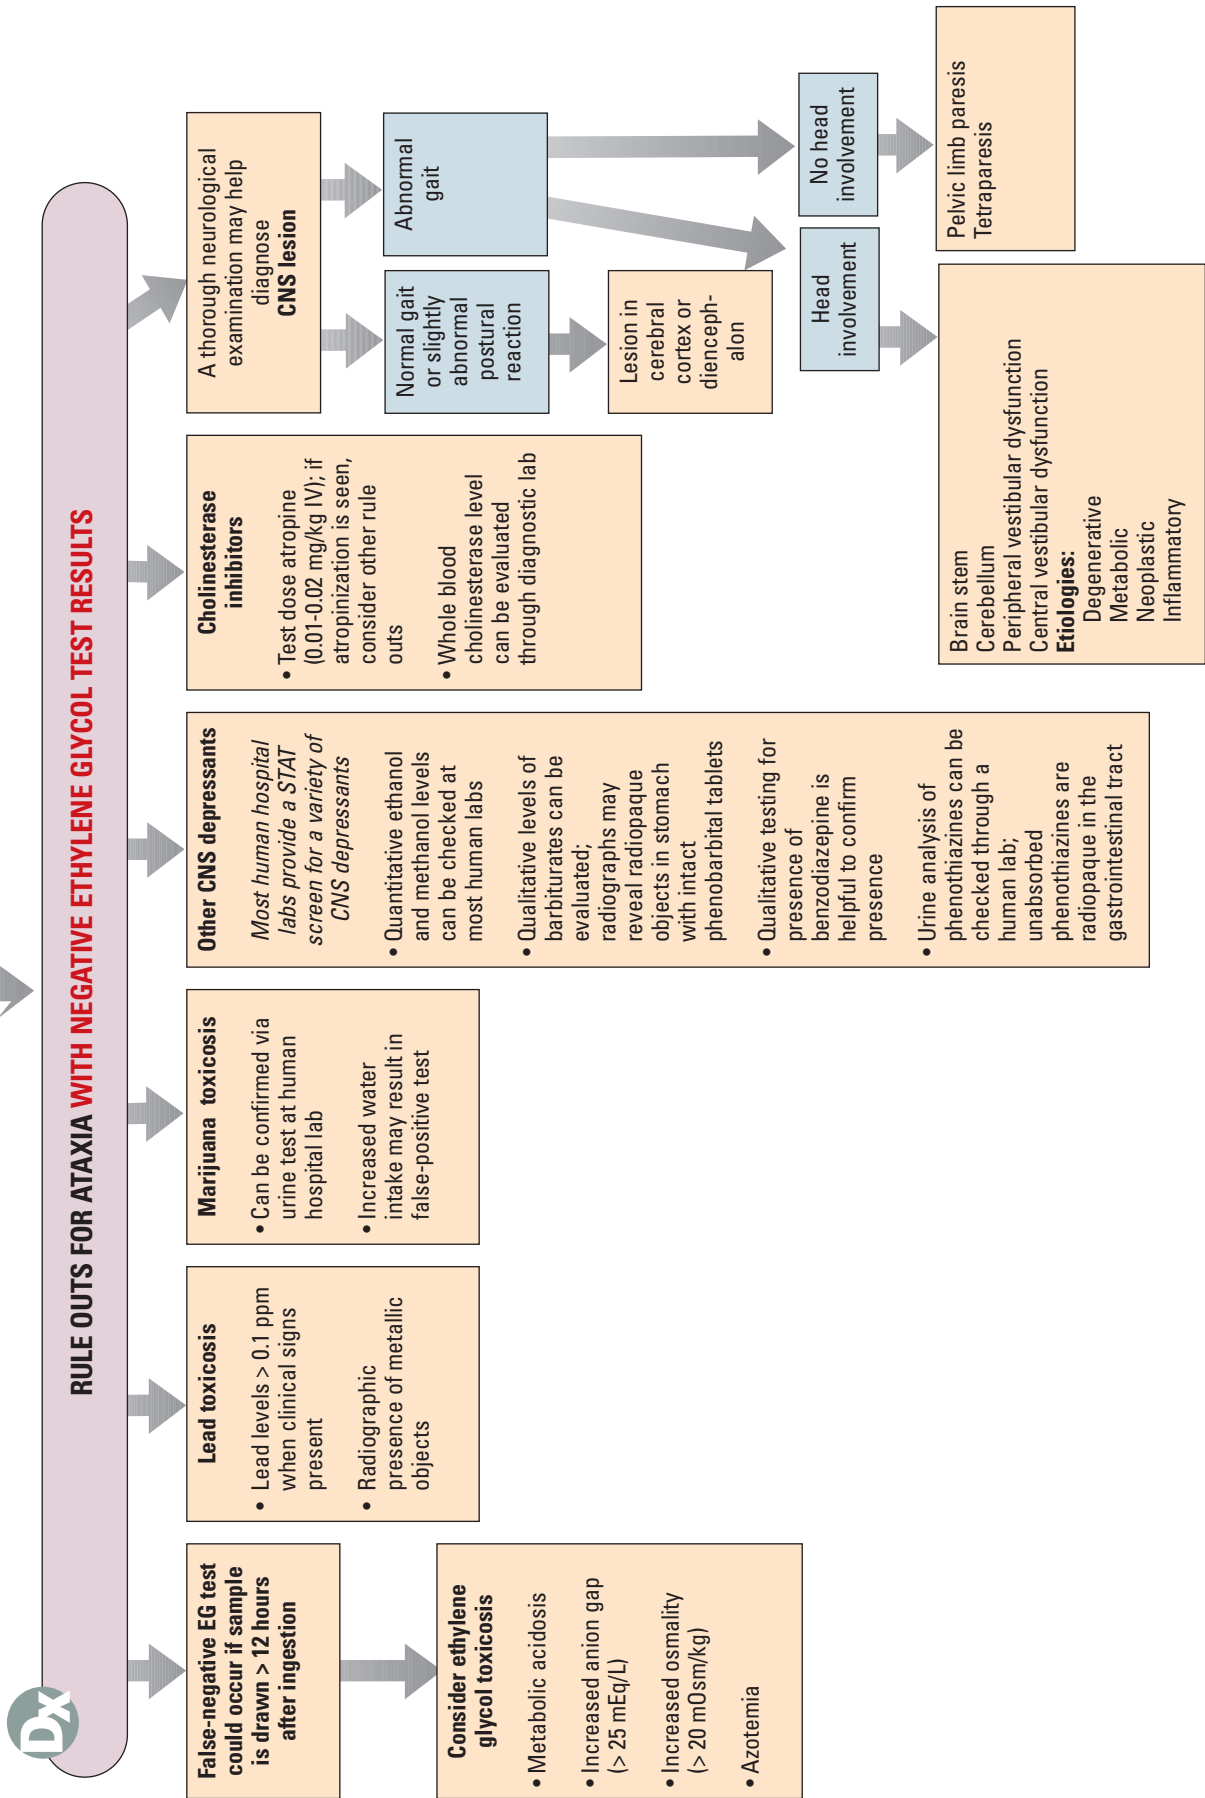 Dx
RULE OUTS FOR ATAXIA WITH NEGATIVE ETHYLENE GLYCOL TEST RESULTS
False-negative EG test
could occur if sample
is drawn > 12 hours
after ingestion
Consider ethylene
glycol toxicosis
• Metabolic acidosis
• Increased anion gap
(> 25 mEq/L)
• Increased osmality
(> 20 mOsm/kg)
• Azotemia
Lead toxicosis
• Lead levels > 0.1 ppm
when clinical signs
present
• Radiographic
presence of metallic
objects
Marijuana toxicosis
• Can be confirmed via
urine test at human
hospital lab
• Increased water
intake may result in
false-positive test
Other CNS depressants
Most human hospital
labs provide a STAT
screen for a variety of
CNS depressants
• Quantitative ethanol
and methanol levels
can be checked at
most human labs
• Qualitative levels of
barbiturates can be
evaluated;
radiographs may
reveal radiopaque
objects in stomach
with intact
phenobarbital tablets
• Qualitative testing for
presence of
benzodiazepine is
helpful to confirm
presence
• Urine analysis of
phenothiazines can be
checked through a
human lab;
unabsorbed
phenothiazines are
radiopaque in the
gastrointestinal tract
Cholinesterase
inhibitors
• Test dose atropine
(0.01-0.02 mg/kg IV); if
atropinization is seen,
consider other rule
outs
• Whole blood
cholinesterase level
can be evaluated
through diagnostic lab
A thorough neurological
examination may help
diagnose
CNS lesion
Normal gait
or slightly
abnormal
postural
reaction
Lesion in
cerebral
cortex or
dienceph-
alon
Abnormal
gait
Head
involvement
Brain stem
Cerebellum
Peripheral vestibular dysfunction
Central vestibular dysfunction
Etiologies:
Degenerative
Metabolic
Neoplastic
Inflammatory
No head
involvement
Pelvic limb paresis
Tetraparesis